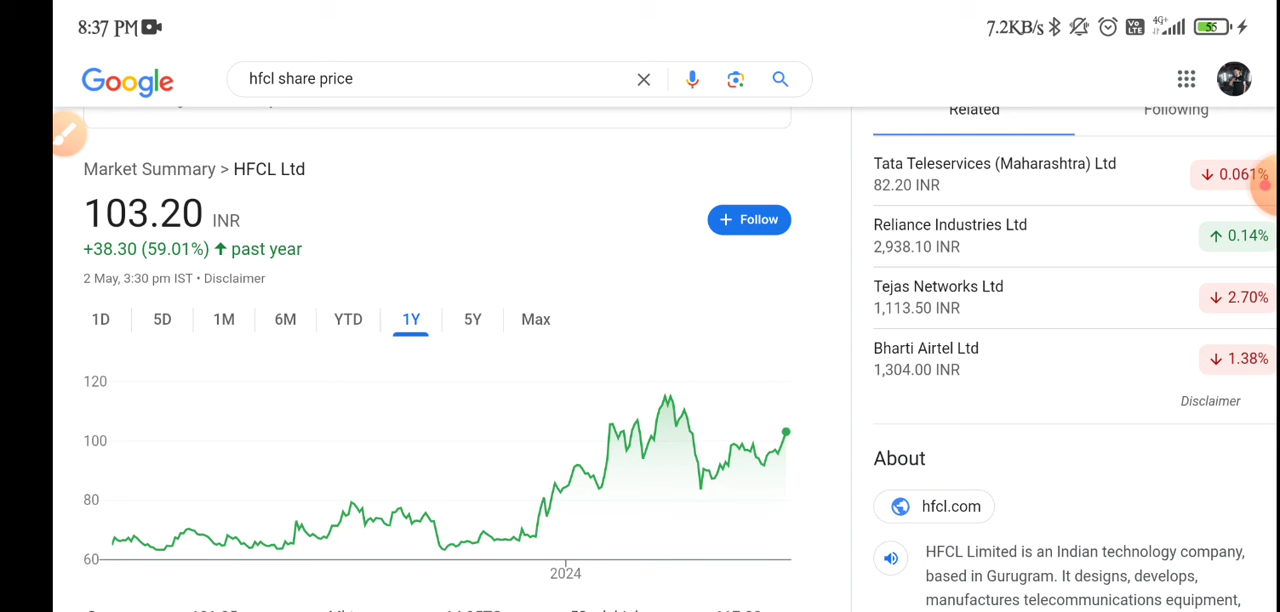 8:37 PM
7.2KB/s
4G+
Vo LTE
55
Google
hfcl share price
Related
Following
Market Summary > HFCL Ltd
103.20 INR
+ Follow
+38.30 (59.01%) ↑ past year
2 May, 3:30 pm IST • Disclaimer
1D
5D
1M
6M
YTD
1Y
5Y
Max
120
100
80
60
2024
Tata Teleservices (Maharashtra) Ltd
82.20 INR
↓ 0.061%
Reliance Industries Ltd
2,938.10 INR
↑ 0.14%
Tejas Networks Ltd
1,113.50 INR
↓ 2.70%
Bharti Airtel Ltd
1,304.00 INR
↓ 1.38%
Disclaimer
About
hfcl.com
HFCL Limited is an Indian technology company,
based in Gurugram. It designs, develops,
manufactures telecommunications equipment,